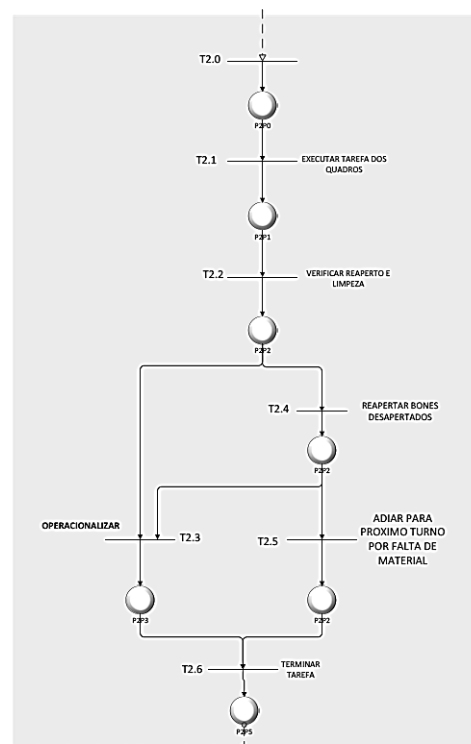 T2.0
P2P0
T2.1
EXECUTAR TAREFA DOS
QUADROS
P2P1
T2.2
VERIFICAR REAPERTO E
LIMPEZA
P2P2
T2.4
REAPERTAR BONES
DESAPERTADOS
P2P2
OPERACIONALIZAR
T2.3
T2.5
ADIAR PARA
PROXIMO TURNO
POR FALTA DE
MATERIAL
P2P3
P2P2
T2.6
TERMINAR
TAREFA
P2P5